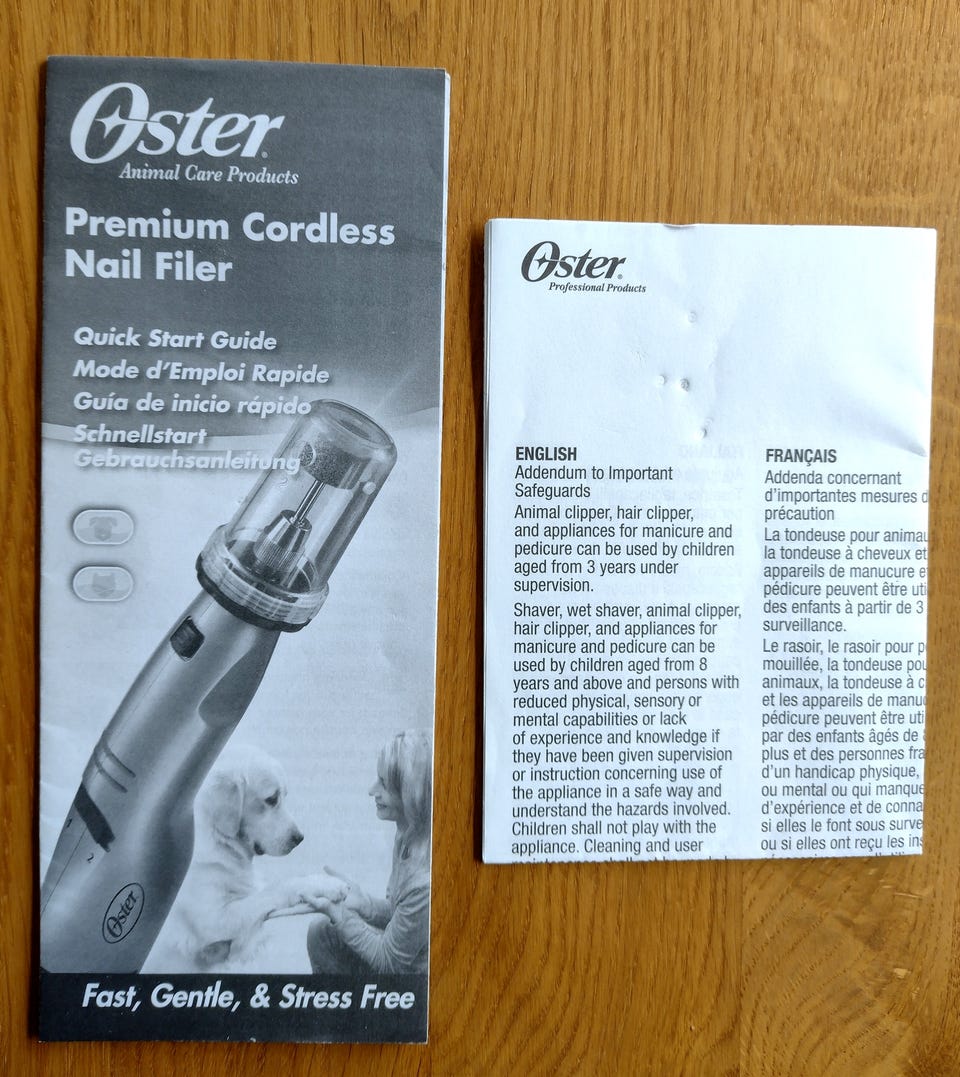 Oster
Animal Care Products
Premium Cordless
Nail Filer
Quick Start Guide
Mode d'Emploi Rapide
Guía de inicio rápido
Schnellstart
Gebrauchsanleitung
2
Oster
Fast, Gentle, & Stress Free
Oster
Professional Products
ENGLISH
Addendum to Important
Safeguards
Animal clipper, hair clipper,
and appliances for manicure and
pedicure can be used by children
aged from 3 years under
supervision.
Shaver, wet shaver, animal clipper,
hair clipper, and appliances for
manicure and pedicure can be
used by children aged from 8
years and above and persons with
reduced physical, sensory or
mental capabilities or lack
of experience and knowledge if
they have been given supervision
or instruction concerning use of
the appliance in a safe way and
understand the hazards involved.
Children shall not play with the
appliance. Cleaning and user
FRANÇAIS
Addenda concernant
d'importantes mesures d
précaution
La tondeuse pour animau
la tondeuse à cheveux et
appareils de manucure e
pédicure peuvent être uti
des enfants à partir de 3
surveillance.
Le rasoir, le rasoir pour p
mouillée, la tondeuse pou
animaux, la tondeuse à c
et les appareils de manu
pédicure peuvent être uti
par des enfants âgés de 8
plus et des personnes fra
d'un handicap physique,
ou mental ou qui manque
d'expérience et de conna
si elles le font sous surve
ou si elles ont reçu les ins